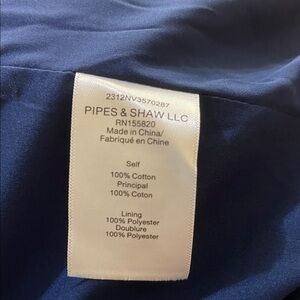 2312NV3570287
PIPES & SHAW LLC
RN155820
Made in China/
Fabriqué en Chine
Self
100% Cotton
Principal
100% Coton
Lining
100% Polyester
Doublure
100% Polyester